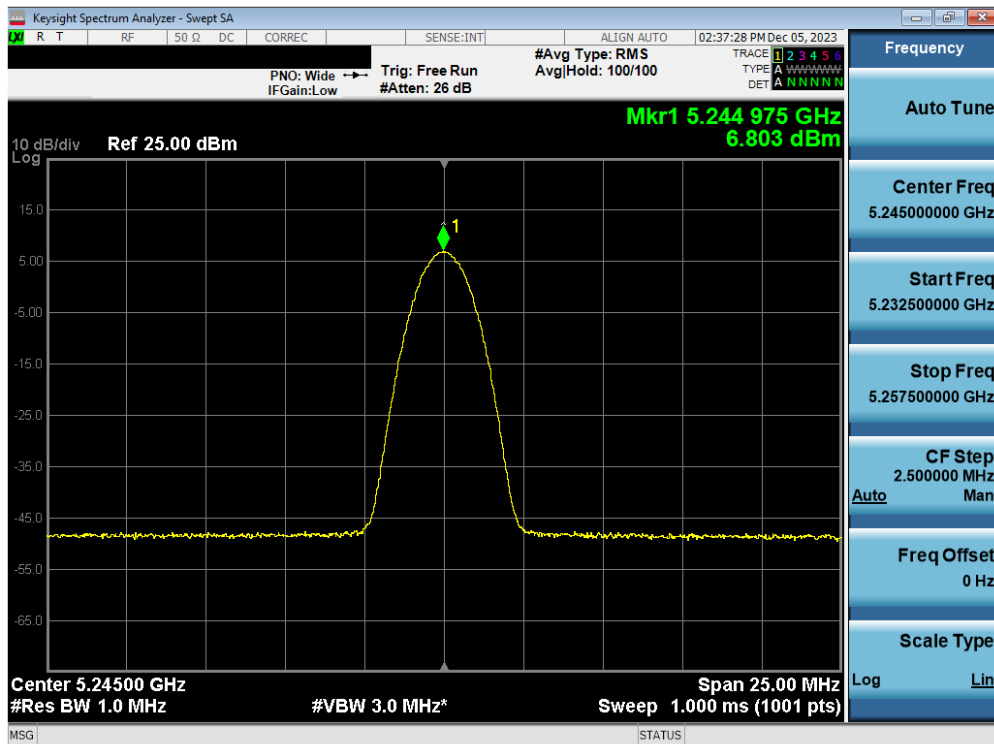 Keysight Spectrum Analyzer - Swept SA
LXI R T RF 50 Ω DC CORREC SENSE:INT ALIGN AUTO 02:37:28 PM Dec 05, 2023
PNO: Wide
IFGain:Low
Trig: Free Run
#Atten: 26 dB
#Avg Type: RMS
Avg|Hold: 100/100
TRACE 1 2 3 4 5 6
TYPE A W W W W W
DET A N N N N N
Mkr1 5.244 975 GHz
6.803 dBm
10 dB/div
Log
Ref 25.00 dBm
1
15.0
5.00
-5.00
-15.0
-25.0
-35.0
-45.0
-55.0
-65.0
Center 5.24500 GHz
#Res BW 1.0 MHz
#VBW 3.0 MHz*
Span 25.00 MHz
Sweep 1.000 ms (1001 pts)
MSG
STATUS
Frequency
Auto Tune
Center Freq
5.245000000 GHz
Start Freq
5.232500000 GHz
Stop Freq
5.257500000 GHz
CF Step
2.500000 MHz
Auto Man
Freq Offset
0 Hz
Scale Type
Log Lin